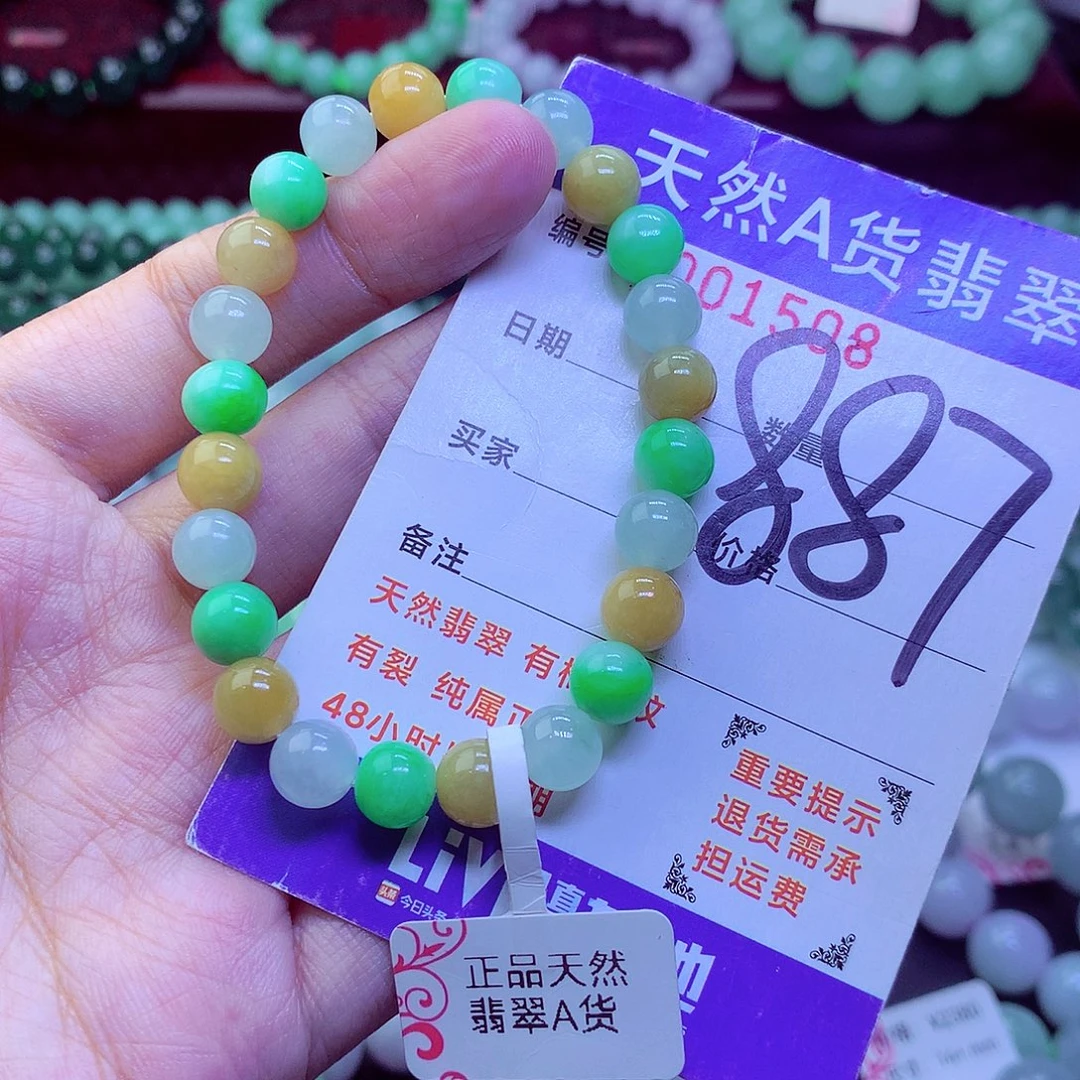 天然A货翡翠
编号
001508
日期
数量
887
买家
价格
备注
天然翡翠 有
有裂 纯属正
48小时
重要提示
退货需承
担运费
LiV
头条 今日头条
正品天然
翡翠A货